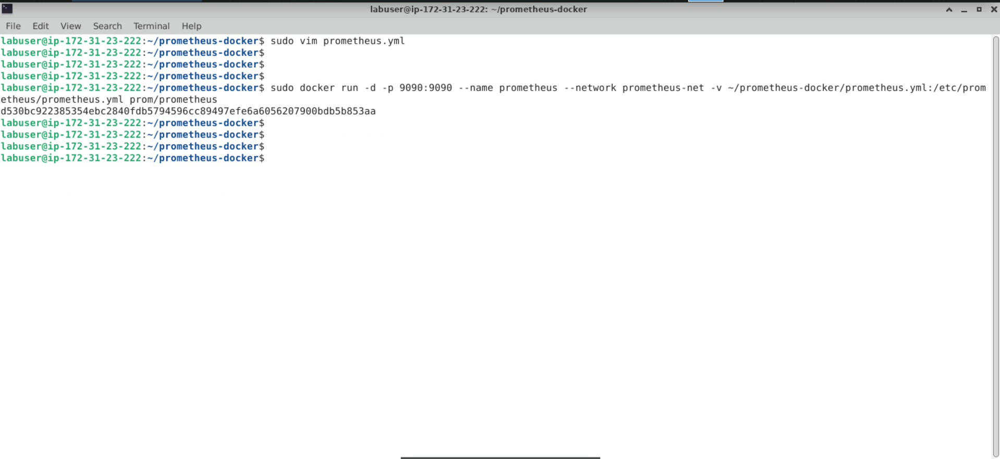 labuser@ip-172-31-23-222: ~/prometheus-docker
File Edit View Search Terminal Help
labuser@ip-172-31-23-222:~/prometheus-docker$ sudo vim prometheus.yml
labuser@ip-172-31-23-222:~/prometheus-docker$
labuser@ip-172-31-23-222:~/prometheus-docker$
labuser@ip-172-31-23-222:~/prometheus-docker$
labuser@ip-172-31-23-222:~/prometheus-docker$ sudo docker run -d -p 9090:9090 --name prometheus --network prometheus-net -v ~/prometheus-docker/prometheus.yml:/etc/prom
etheus/prometheus.yml prom/prometheus
d530bc922385354ebc2840fdb5794596cc89497efe6a6056207900bdb5b853aa
labuser@ip-172-31-23-222:~/prometheus-docker$
labuser@ip-172-31-23-222:~/prometheus-docker$
labuser@ip-172-31-23-222:~/prometheus-docker$
labuser@ip-172-31-23-222:~/prometheus-docker$